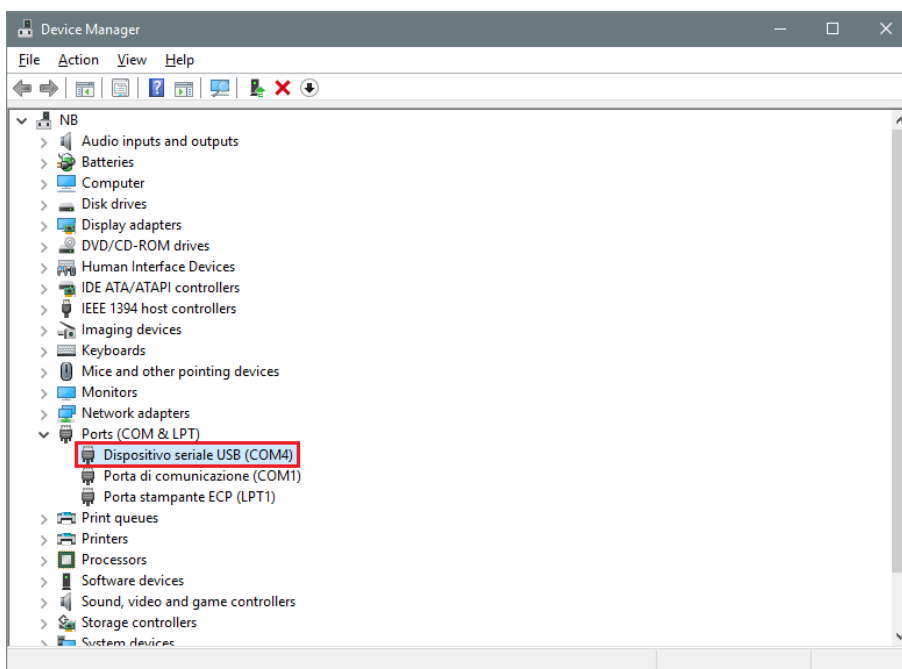 Device Manager
File Action View Help
NB
Audio inputs and outputs
Batteries
Computer
Disk drives
Display adapters
DVD/CD-ROM drives
Human Interface Devices
IDE ATA/ATAPI controllers
IEEE 1394 host controllers
Imaging devices
Keyboards
Mice and other pointing devices
Monitors
Network adapters
Ports (COM & LPT)
Dispositivo seriale USB (COM4)
Porta di comunicazione (COM1)
Porta stampante ECP (LPT1)
Print queues
Printers
Processors
Software devices
Sound, video and game controllers
Storage controllers
System devices